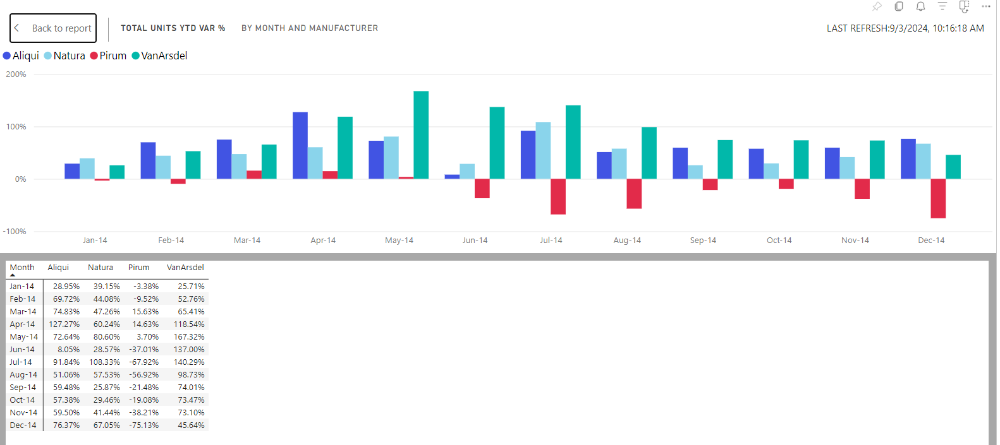 Back to report
TOTAL UNITS YTD VAR % BY MONTH AND MANUFACTURER
LAST REFRESH:9/3/2024, 10:16:18 AM
Aliqui Natura Pirum VanArsdel
200%
100%
0%
-100%
Jan-14 Feb-14 Mar-14 Apr-14 May-14 Jun-14 Jul-14 Aug-14 Sep-14 Oct-14 Nov-14 Dec-14
Month Aliqui Natura Pirum VanArsdel
Jan-14 28.95% 39.15% -3.38% 25.71%
Feb-14 69.72% 44.08% -9.52% 52.76%
Mar-14 74.83% 47.26% 15.63% 65.41%
Apr-14 127.27% 60.24% 14.63% 118.54%
May-14 72.64% 80.60% 3.70% 167.32%
Jun-14 8.05% 28.57% -37.01% 137.00%
Jul-14 91.84% 108.33% -67.92% 140.29%
Aug-14 51.06% 57.53% -56.92% 98.73%
Sep-14 59.48% 25.87% -21.48% 74.01%
Oct-14 57.38% 29.46% -19.08% 73.47%
Nov-14 59.50% 41.44% -38.21% 73.10%
Dec-14 76.37% 67.05% -75.13% 45.64%